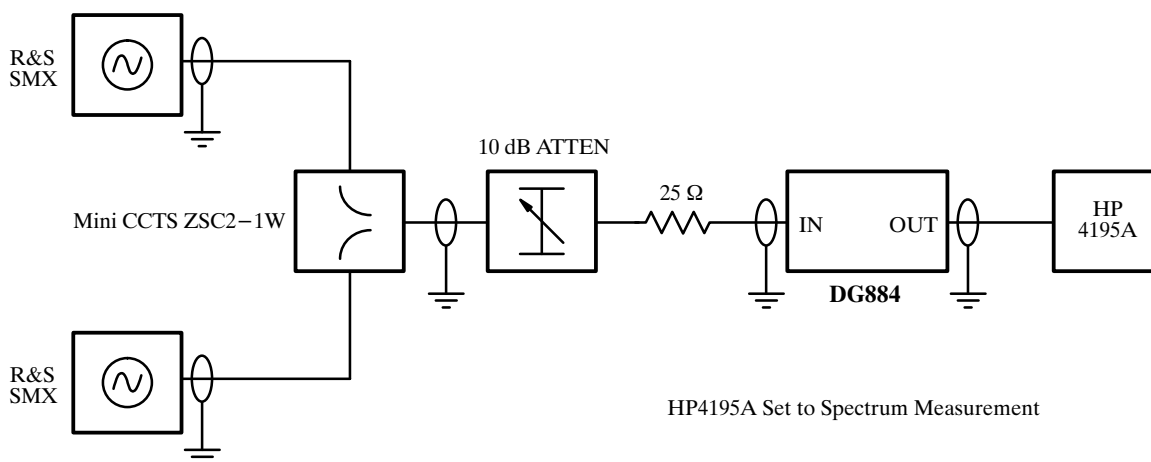 R&S
SMX
10 dB ATTEN
25 Ω
Mini CCTS ZSC2−1W
IN
OUT
HP
4195A
DG884
R&S
SMX
HP4195A Set to Spectrum Measurement